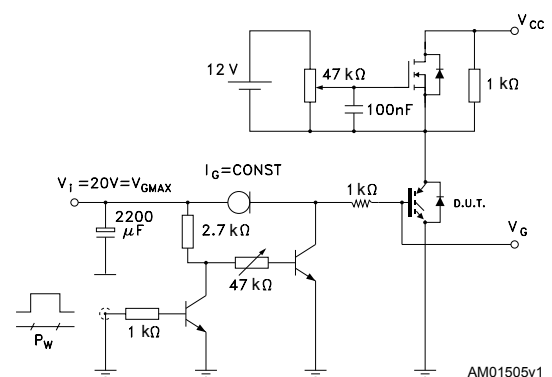 V_CC
12 V
47 kΩ
1 kΩ
100nF
I_G=CONST
V_i =20V=V_GMAX
1 kΩ
D.U.T.
2200
μF
2.7 kΩ
V_G
47 kΩ
1 kΩ
P_W
AM01505v1